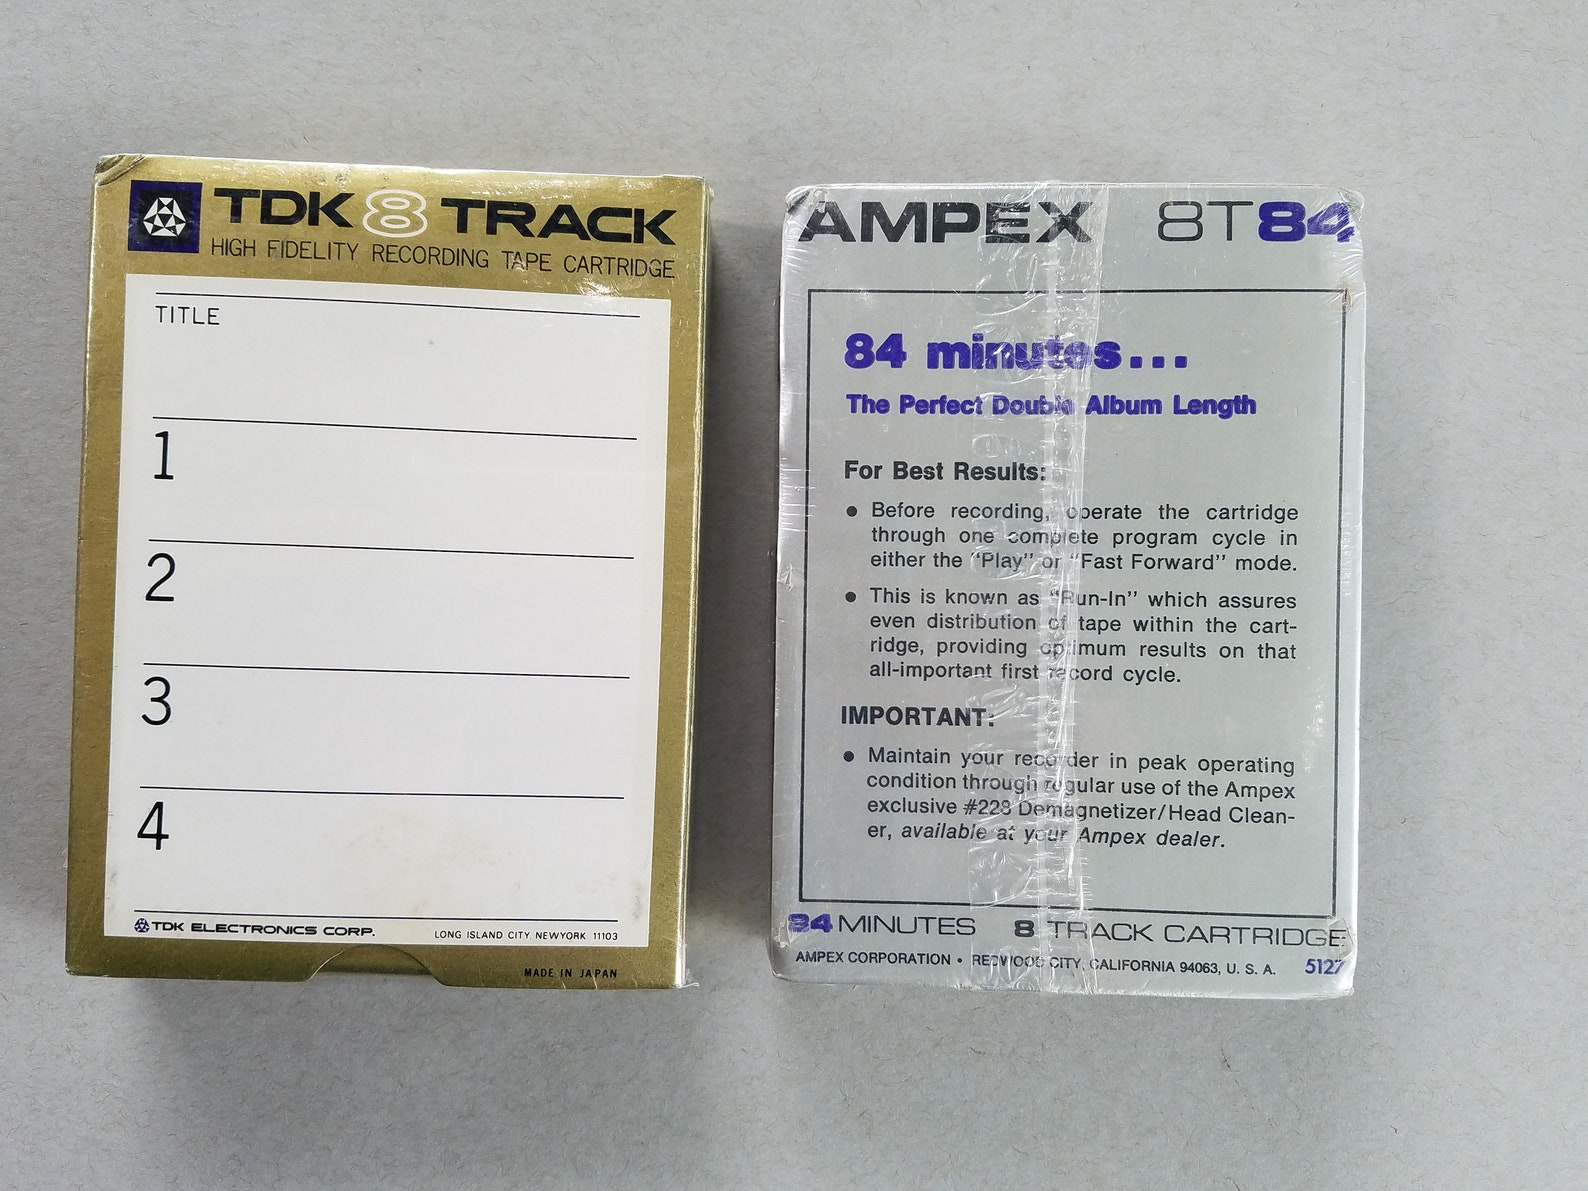 TDK 8 TRACK
HIGH FIDELITY RECORDING TAPE CARTRIDGE
TITLE
1
2
3
4
TDK ELECTRONICS CORP.
LONG ISLAND CITY, NEWYORK 11103
MADE IN JAPAN
AMPEX 8T84
84 minutes...
The Perfect Double Album Length
For Best Results:
● Before recording, operate the cartridge
through one complete program cycle in
either the "Play" or "Fast Forward" mode.
● This is known as "Run-In" which assures
even distribution of tape within the cart-
ridge, providing optimum results on that
all-important first record cycle.
IMPORTANT:
● Maintain your recorder in peak operating
condition through regular use of the Ampex
exclusive #228 Demagnetizer/Head Clean-
er, available at your Ampex dealer.
84 MINUTES 8 TRACK CARTRIDGE
AMPEX CORPORATION • REDWOOD CITY, CALIFORNIA 94063, U. S. A. 5127